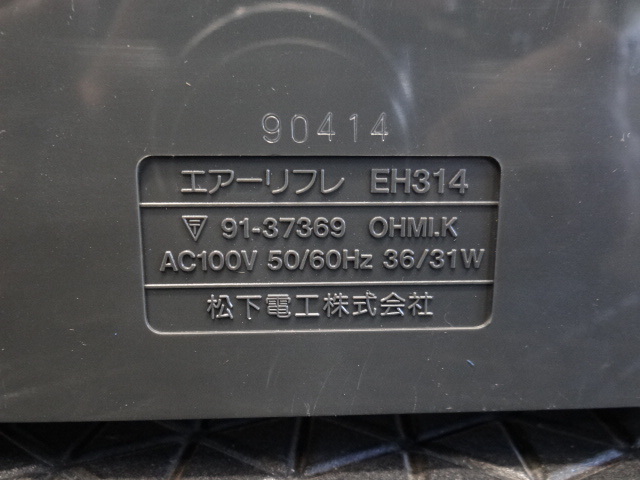 90414
エアーリフレ EH314
〒 91-37369 OHMI.K
AC100V 50/60Hz 36/31W
松下電工株式会社